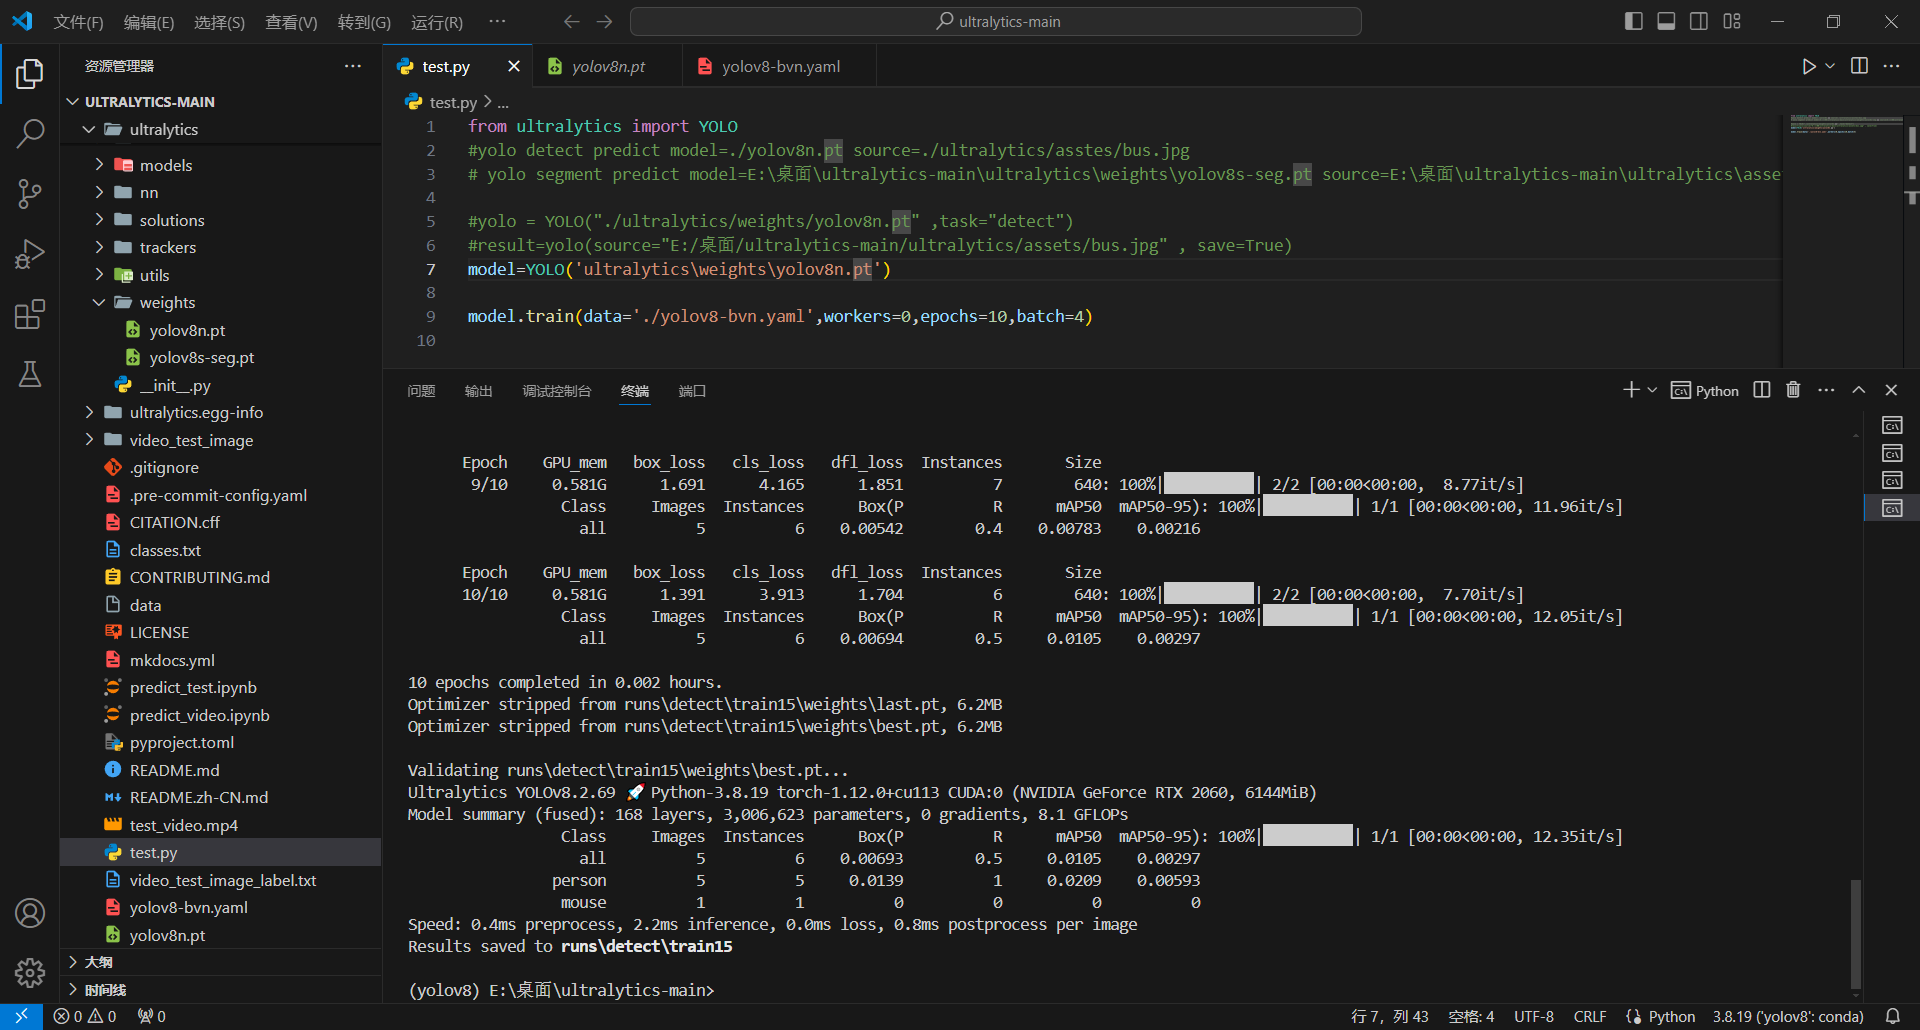 文件(F) 编辑(E) 选择(S) 查看(V) 转到(G) 运行(R) ··· ultralytics-main
资源管理器 ···
ULTRALYTICS-MAIN
ultralytics
models
nn
solutions
trackers
utils
weights
yolov8n.pt
yolov8s-seg.pt
__init__.py
ultralytics.egg-info
video_test_image
.gitignore
.pre-commit-config.yaml
CITATION.cff
classes.txt
CONTRIBUTING.md
data
LICENSE
mkdocs.yml
predict_test.ipynb
predict_video.ipynb
pyproject.toml
README.md
README.zh-CN.md
test_video.mp4
test.py
video_test_image_label.txt
yolov8-bvn.yaml
yolov8n.pt
大纲
时间线
test.py yolov8n.pt yolov8-bvn.yaml
test.py > ...
1 from ultralytics import YOLO
2 #yolo detect predict model=./yolov8n.pt source=./ultralytics/asstes/bus.jpg
3 # yolo segment predict model=E:\桌面\ultralytics-main\ultralytics\weights\yolov8s-seg.pt source=E:\桌面\ultralytics-main\ultralytics\asse
4
5 #yolo = YOLO("./ultralytics/weights/yolov8n.pt" ,task="detect")
6 #result=yolo(source="E:/桌面/ultralytics-main/ultralytics/assets/bus.jpg" , save=True)
7 model=YOLO('ultralytics\weights\yolov8n.pt')
8
9 model.train(data='./yolov8-bvn.yaml',workers=0,epochs=10,batch=4)
10
问题 输出 调试控制台 终端 端口 Python
Epoch GPU_mem box_loss cls_loss dfl_loss Instances Size
9/10 0.581G 1.691 4.165 1.851 7 640: 100%| | 2/2 [00:00<00:00, 8.77it/s]
Class Images Instances Box(P R mAP50 mAP50-95): 100%| | 1/1 [00:00<00:00, 11.96it/s]
all 5 6 0.00542 0.4 0.00783 0.00216
Epoch GPU_mem box_loss cls_loss dfl_loss Instances Size
10/10 0.581G 1.391 3.913 1.704 6 640: 100%| | 2/2 [00:00<00:00, 7.70it/s]
Class Images Instances Box(P R mAP50 mAP50-95): 100%| | 1/1 [00:00<00:00, 12.05it/s]
all 5 6 0.00694 0.5 0.0105 0.00297
10 epochs completed in 0.002 hours.
Optimizer stripped from runs\detect\train15\weights\last.pt, 6.2MB
Optimizer stripped from runs\detect\train15\weights\best.pt, 6.2MB
Validating runs\detect\train15\weights\best.pt...
Ultralytics YOLOv8.2.69 🚀 Python-3.8.19 torch-1.12.0+cu113 CUDA:0 (NVIDIA GeForce RTX 2060, 6144MiB)
Model summary (fused): 168 layers, 3,006,623 parameters, 0 gradients, 8.1 GFLOPs
Class Images Instances Box(P R mAP50 mAP50-95): 100%| | 1/1 [00:00<00:00, 12.35it/s]
all 5 6 0.00693 0.5 0.0105 0.00297
person 5 5 0.0139 1 0.0209 0.00593
mouse 1 1 0 0 0 0
Speed: 0.4ms preprocess, 2.2ms inference, 0.0ms loss, 0.8ms postprocess per image
Results saved to runs\detect\train15
(yolov8) E:\桌面\ultralytics-main>
0 0 0 行 7，列 43 空格: 4 UTF-8 CRLF Python 3.8.19 ('yolov8': conda)